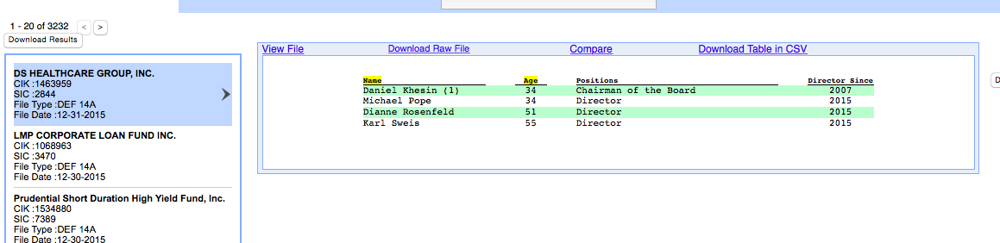 1 - 20 of 3232 < >
Download Results
DS HEALTHCARE GROUP, INC.
CIK :1463959
SIC :2844
File Type :DEF 14A
File Date :12-31-2015
LMP CORPORATE LOAN FUND INC.
CIK :1068963
SIC :3470
File Type :DEF 14A
File Date :12-30-2015
Prudential Short Duration High Yield Fund, Inc.
CIK :1534880
SIC :7389
File Type :DEF 14A
File Date :12-30-2015
View File Download Raw File Compare Download Table in CSV
Name Age Positions Director Since
Daniel Khesin (1) 34 Chairman of the Board 2007
Michael Pope 34 Director 2015
Dianne Rosenfeld 51 Director 2015
Karl Sweis 55 Director 2015